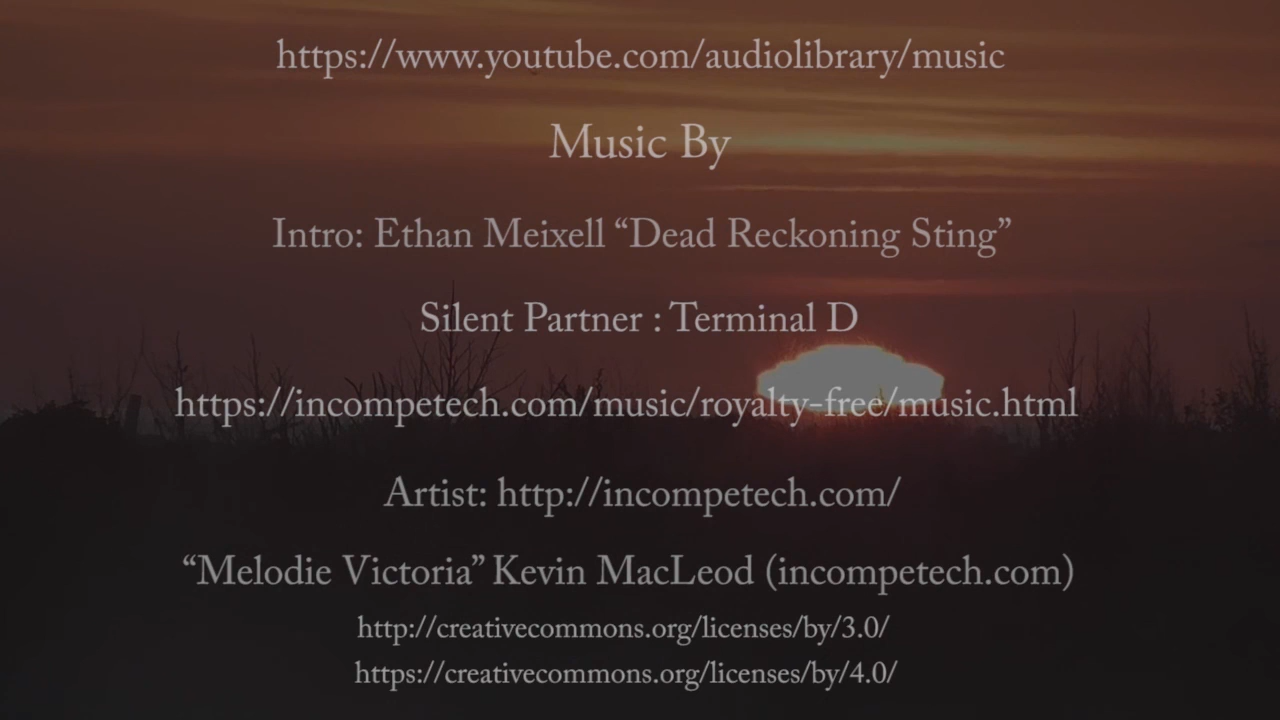 https://www.youtube.com/audiolibrary/music
Music By
Intro: Ethan Meixell “Dead Reckoning Sting”
Silent Partner : Terminal D
https://incompetech.com/music/royalty-free/music.html
Artist: http://incompetech.com/
“Melodie Victoria” Kevin MacLeod (incompetech.com)
http://creativecommons.org/licenses/by/3.0/
https://creativecommons.org/licenses/by/4.0/